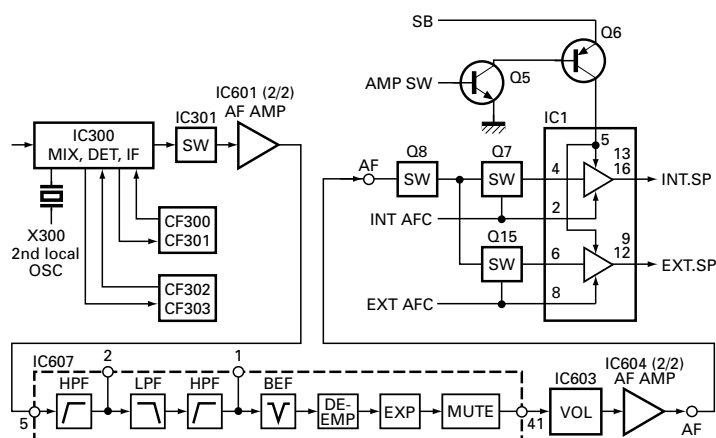 SB
Q6
Q5
AMP SW
IC601 (2/2)
AF AMP
IC300
MIX, DET, IF
IC301
SW
X300
2nd local
OSC
CF300
CF301
CF302
CF303
IC1
5
AF
Q8
SW
Q7
SW
4
13
16
INT.SP
INT AFC
2
Q15
SW
6
9
12
EXT.SP
EXT AFC
8
IC607
5
HPF
2
LPF
HPF
1
BEF
DE-
EMP
EXP
MUTE
41
IC603
VOL
IC604 (2/2)
AF AMP
AF